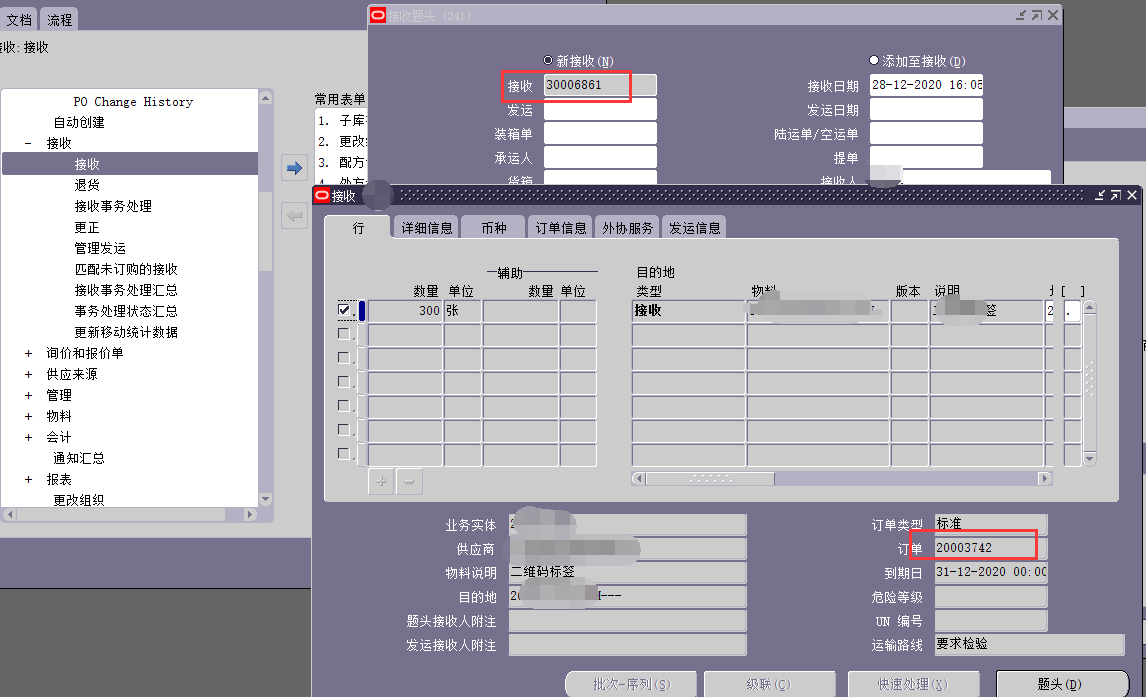 文档 流程
接收题头 (241)
接收: 接收
新接收(N) 添加至接收(D)
接收 30006861 接收日期 28-12-2020 16:05
发运 发运日期
装箱单 陆运单/空运单
承运人 提单
货箱 接收人
PO Change History
自动创建
- 接收
接收
退货
接收事务处理
更正
管理发运
匹配未订购的接收
接收事务处理汇总
事务处理状态汇总
更新移动统计数据
+ 询价和报价单
+ 供应来源
+ 管理
+ 物料
+ 会计
通知汇总
+ 报表
更改组织
常用表单
1. 子库
2. 更改
3. 配方
4.
接收
行 详细信息 币种 订单信息 外协服务 发运信息
辅助 目的地
数量 单位 数量 单位 类型 物料 版本 说明 [ ]
300 张 接收 签 2 .
业务实体 2 订单类型 标准
供应商 订单 20003742
物料说明 二维码标签 到期日 31-12-2020 00:00
目的地 20 --- 危险等级
题头接收人附注 UN 编号
发运接收人附注 运输路线 要求检验
批次-序列(S) 级联(C) 快速处理(X) 题头(D)